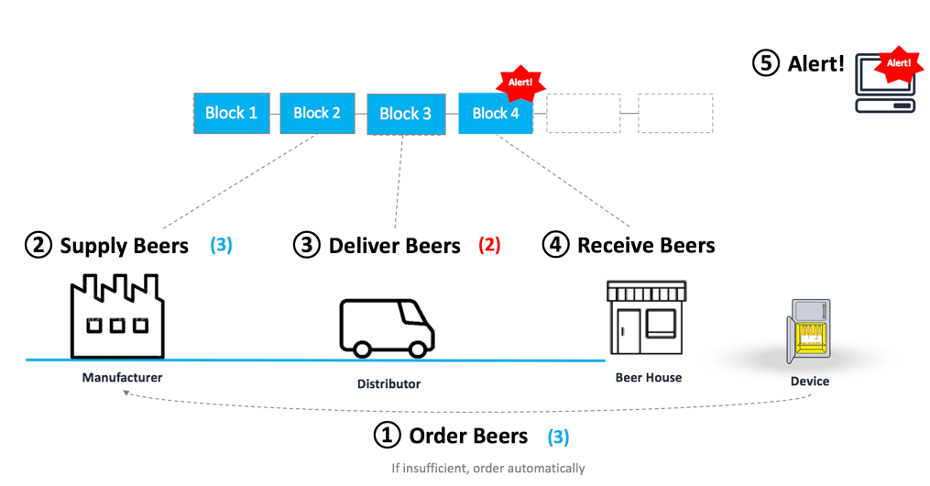 ⑤ Alert!
Alert!
Alert!
Block 1
Block 2
Block 3
Block 4
② Supply Beers (3)
③ Deliver Beers (2)
④ Receive Beers
Manufacturer
Distributor
Beer House
Device
① Order Beers (3)
If insufficient, order automatically